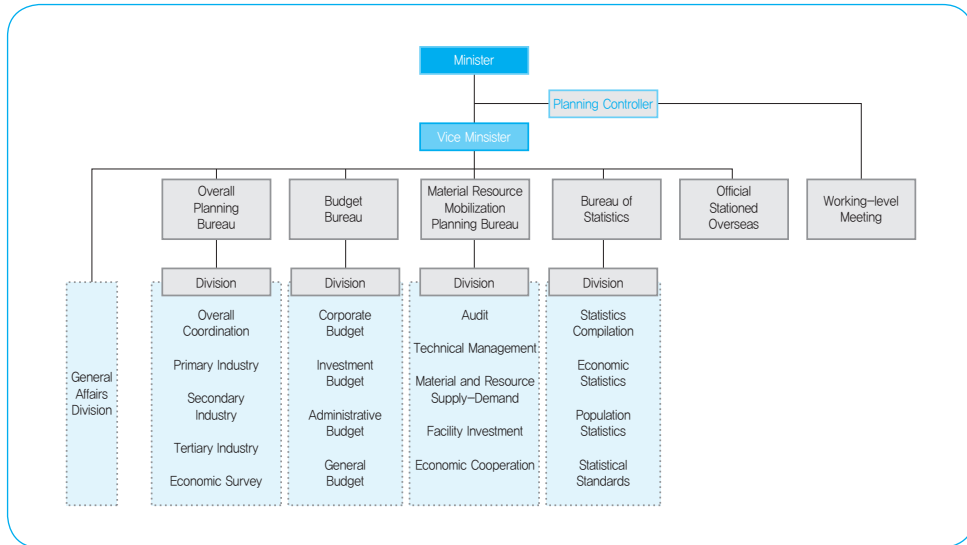 Minister
Planning Controller
Vice Minsister
Overall
Planning
Bureau
Budget
Bureau
Material Resource
Mobilization
Planning Bureau
Bureau of
Statistics
Official
Stationed
Overseas
Working-level
Meeting
General
Affairs
Division
Division
Overall
Coordination
Primary Industry
Secondary
Industry
Tertiary Industry
Economic Survey
Division
Corporate
Budget
Investment
Budget
Administrative
Budget
General
Budget
Division
Audit
Technical Management
Material and Resource
Supply-Demand
Facility Investment
Economic Cooperation
Division
Statistics
Compilation
Economic
Statistics
Population
Statistics
Statistical
Standards